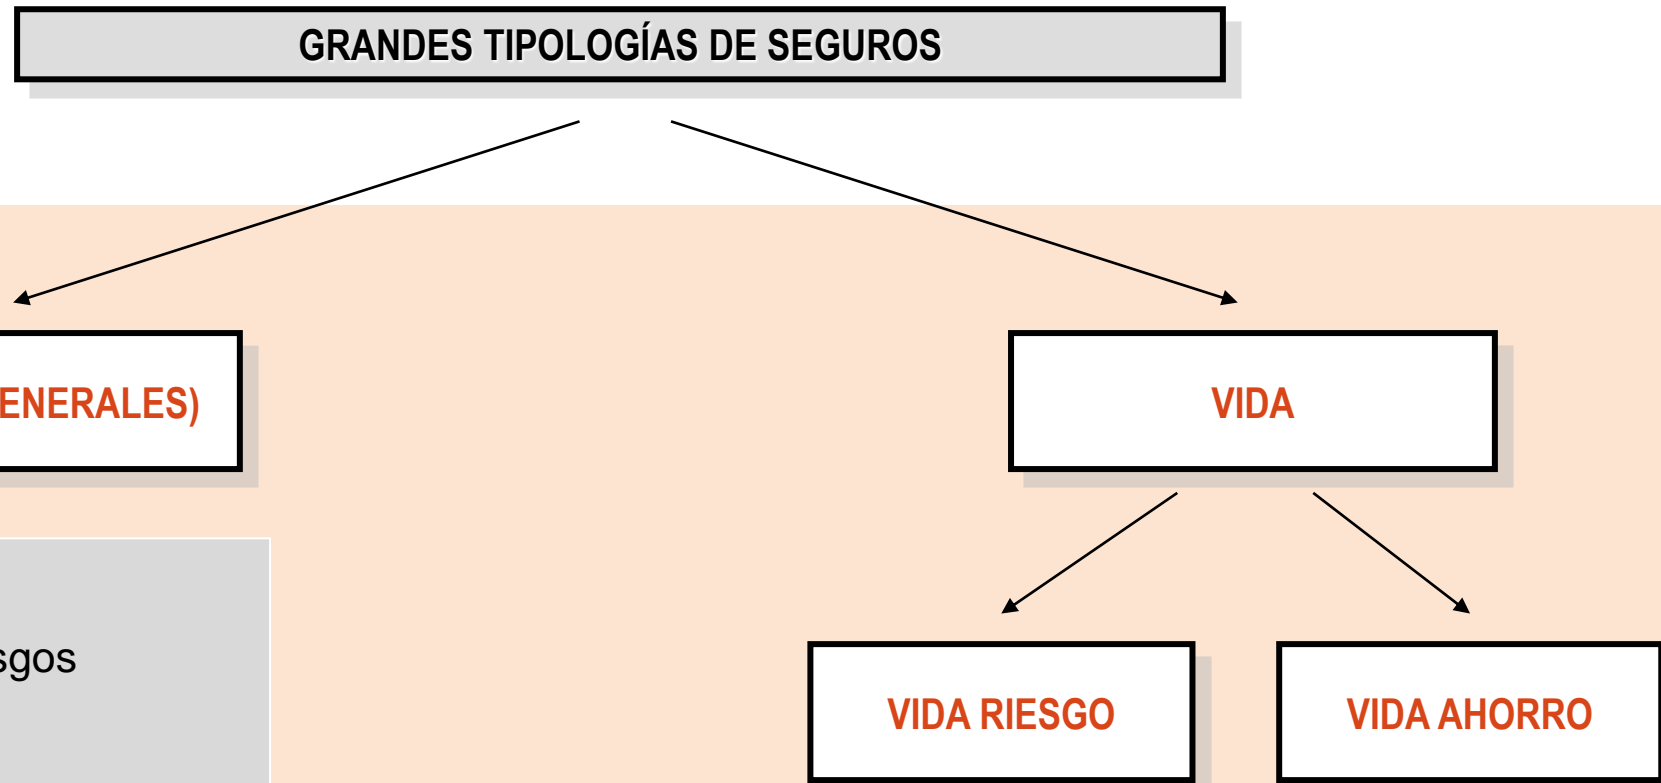 GRANDES TIPOLOGÍAS DE SEGUROS
ENERALES)
VIDA
sgos
VIDA RIESGO
VIDA AHORRO